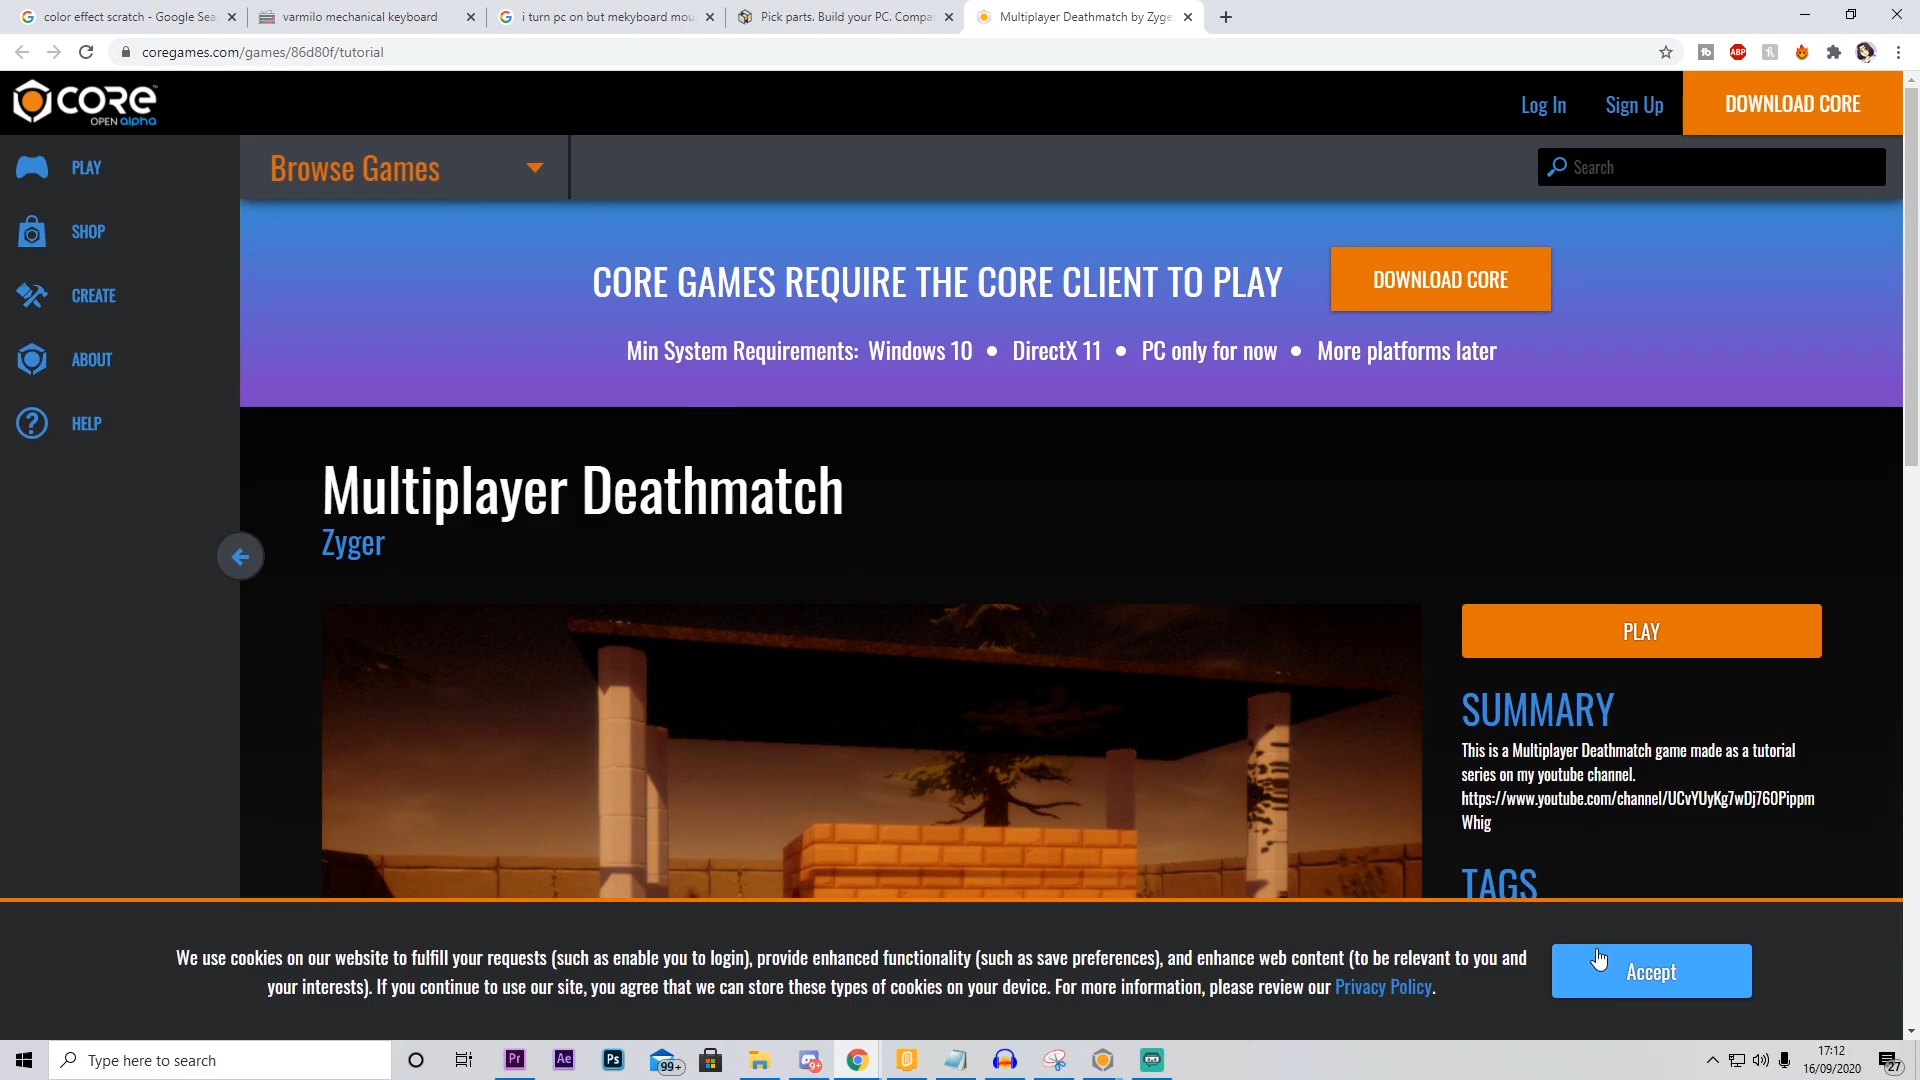 color effect scratch - Google Sea
varmilo mechanical keyboard
i turn pc on but mekyboard mou
Pick parts. Build your PC. Compa
Multiplayer Deathmatch by Zyge
coregames.com/games/86d80f/tutorial
ABP
CORE
OPEN alpha
Log In
Sign Up
DOWNLOAD CORE
PLAY
SHOP
CREATE
ABOUT
HELP
Browse Games
Search
CORE GAMES REQUIRE THE CORE CLIENT TO PLAY
DOWNLOAD CORE
Min System Requirements: Windows 10 • DirectX 11 • PC only for now • More platforms later
Multiplayer Deathmatch
Zyger
PLAY
SUMMARY
This is a Multiplayer Deathmatch game made as a tutorial
series on my youtube channel.
https://www.youtube.com/channel/UCvYUyKg7wDj760Pippm
Whig
TAGS
We use cookies on our website to fulfill your requests (such as enable you to login), provide enhanced functionality (such as save preferences), and enhance web content (to be relevant to you and
your interests). If you continue to use our site, you agree that we can store these types of cookies on your device. For more information, please review our Privacy Policy.
Accept
Type here to search
Pr
Ae
Ps
99+
9+
17:12
16/09/2020
27